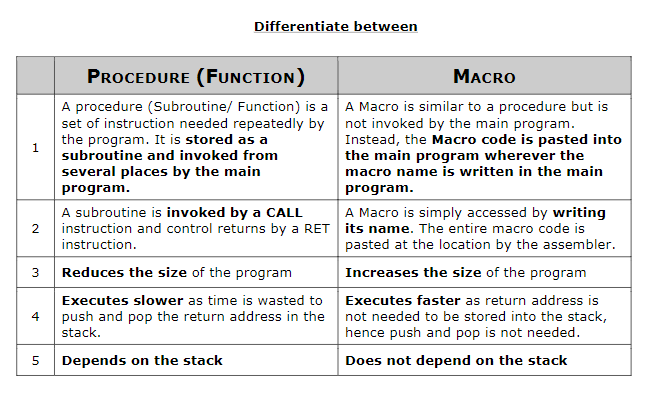 Differentiate between
PROCEDURE (FUNCTION) MACRO
1
A procedure (Subroutine/ Function) is a
set of instruction needed repeatedly by
the program. It is stored as a
subroutine and invoked from
several places by the main
program.
A Macro is similar to a procedure but is
not invoked by the main program.
Instead, the Macro code is pasted into
the main program wherever the
macro name is written in the main
program.
2
A subroutine is invoked by a CALL
instruction and control returns by a RET
instruction.
A Macro is simply accessed by writing
its name. The entire macro code is
pasted at the location by the assembler.
3
Reduces the size of the program
Increases the size of the program
4
Executes slower as time is wasted to
push and pop the return address in the
stack.
Executes faster as return address is
not needed to be stored into the stack,
hence push and pop is not needed.
5
Depends on the stack
Does not depend on the stack